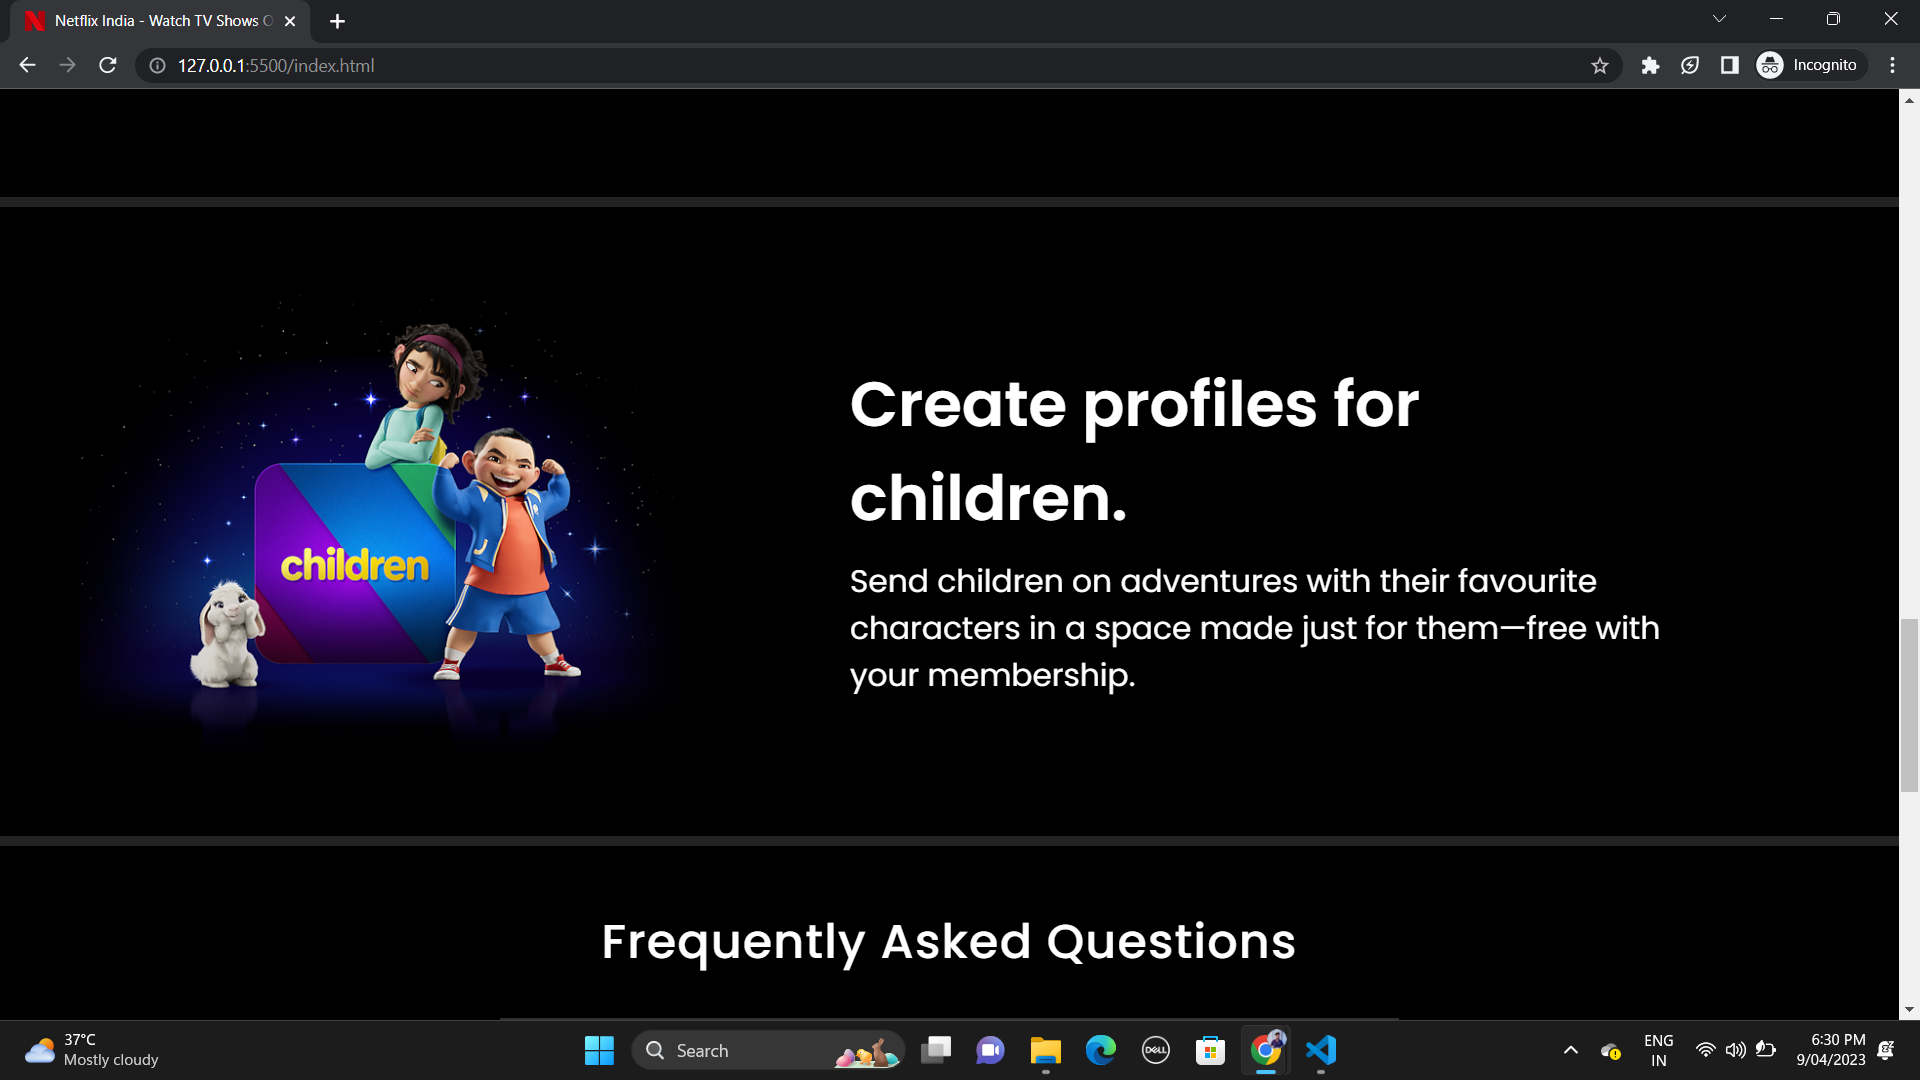 Netflix India - Watch TV Shows O
127.0.0.1:5500/index.html
Incognito
Create profiles for
children.
children
Send children on adventures with their favourite
characters in a space made just for them—free with
your membership.
Frequently Asked Questions
37°C
Mostly cloudy
Search
DELL
ENG
IN
6:30 PM
9/04/2023